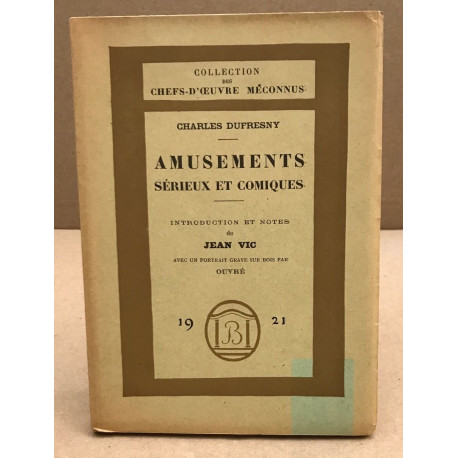 COLLECTION
DES
CHEFS-D'ŒUVRE MÉCONNUS
CHARLES DUFRESNY
AMUSEMENTS
SÉRIEUX ET COMIQUES
INTRODUCTION ET NOTES
de
JEAN VIC
AVEC UN PORTRAIT GRAVÉ SUR BOIS PAR
OUVRÉ
19 21
B